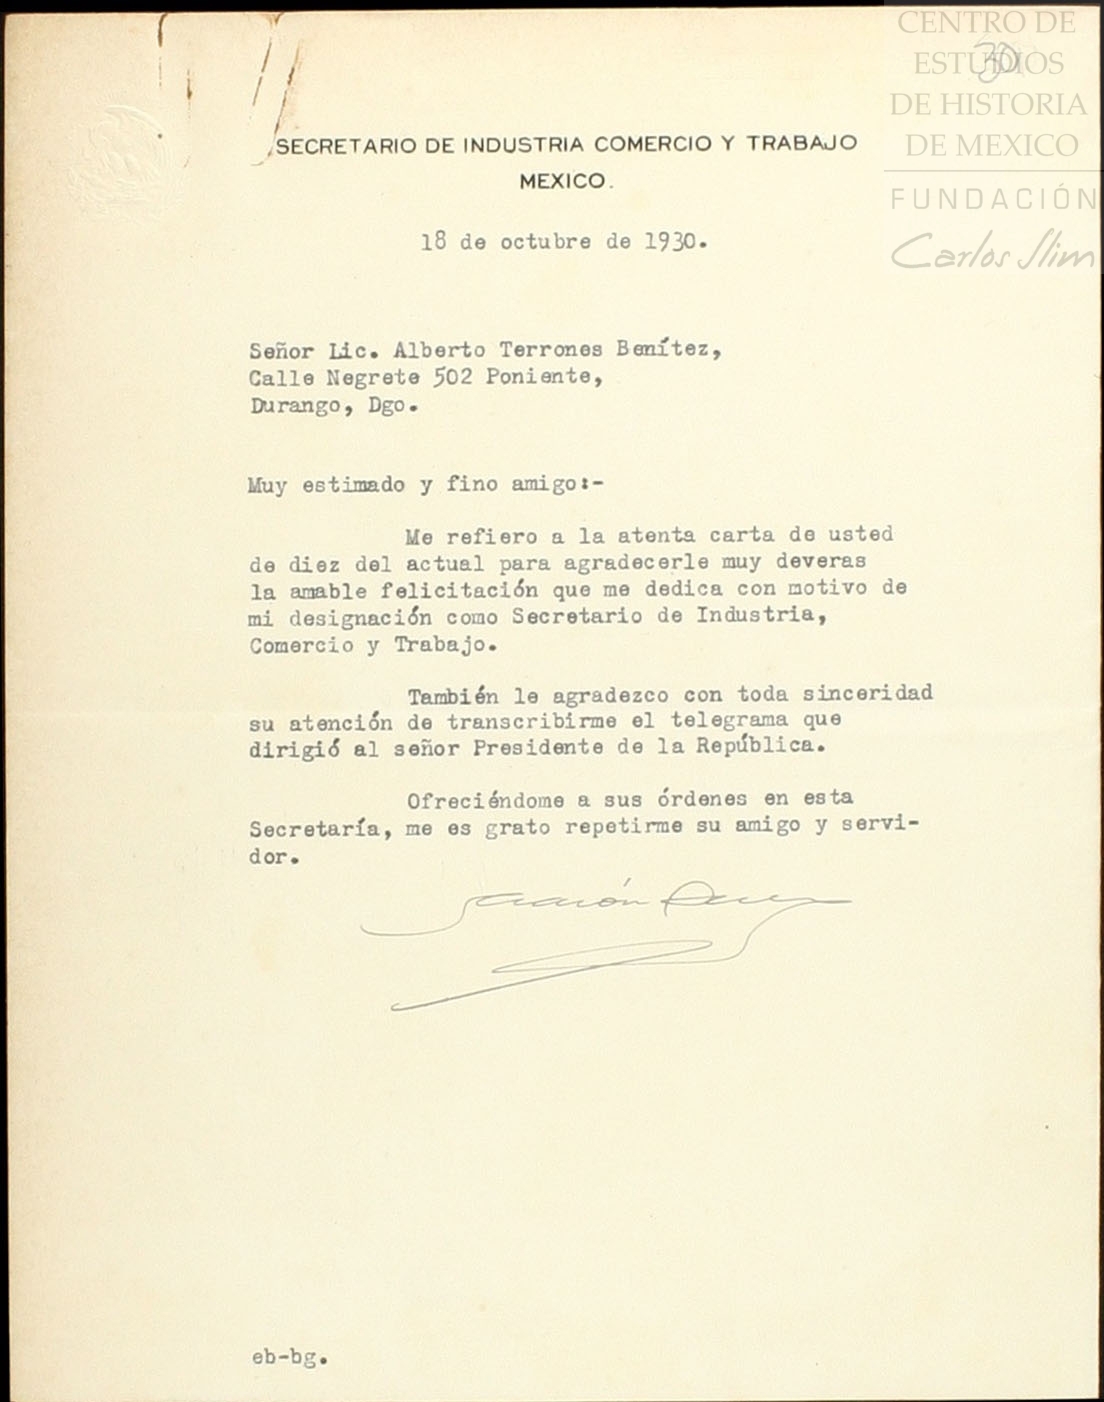 CENTRO DE
ESTUDIOS
DE HISTORIA
DE MEXICO
FUNDACIÓN
Carlos Slim
30
SECRETARIO DE INDUSTRIA COMERCIO Y TRABAJO
MEXICO.
18 de octubre de 1930.
Señor Lic. Alberto Terrones Benítez,
Calle Negrete 502 Poniente,
Durango, Dgo.
Muy estimado y fino amigo:-
Me refiero a la atenta carta de usted
de diez del actual para agradecerle muy deveras
la amable felicitación que me dedica con motivo de
mi designación como Secretario de Industria,
Comercio y Trabajo.
También le agradezco con toda sinceridad
su atención de transcribirme el telegrama que
dirigió al señor Presidente de la República.
Ofreciéndome a sus órdenes en esta
Secretaría, me es grato repetirme su amigo y servi-
dor.
eb-bg.